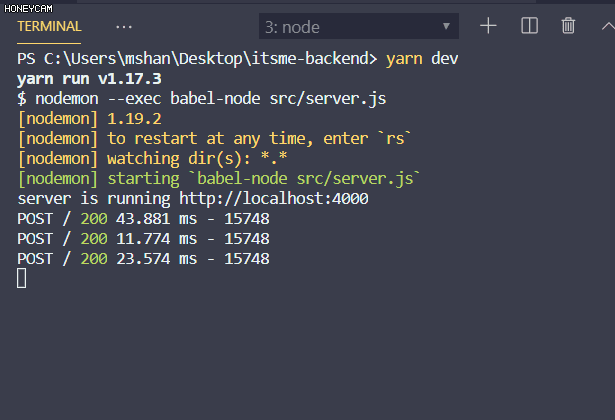 HONEYCAM
TERMINAL ... 3: node
PS C:\Users\mshan\Desktop\itsme-backend> yarn dev
yarn run v1.17.3
$ nodemon --exec babel-node src/server.js
[nodemon] 1.19.2
[nodemon] to restart at any time, enter `rs`
[nodemon] watching dir(s): *.*
[nodemon] starting `babel-node src/server.js`
server is running http://localhost:4000
POST / 200 43.881 ms - 15748
POST / 200 11.774 ms - 15748
POST / 200 23.574 ms - 15748